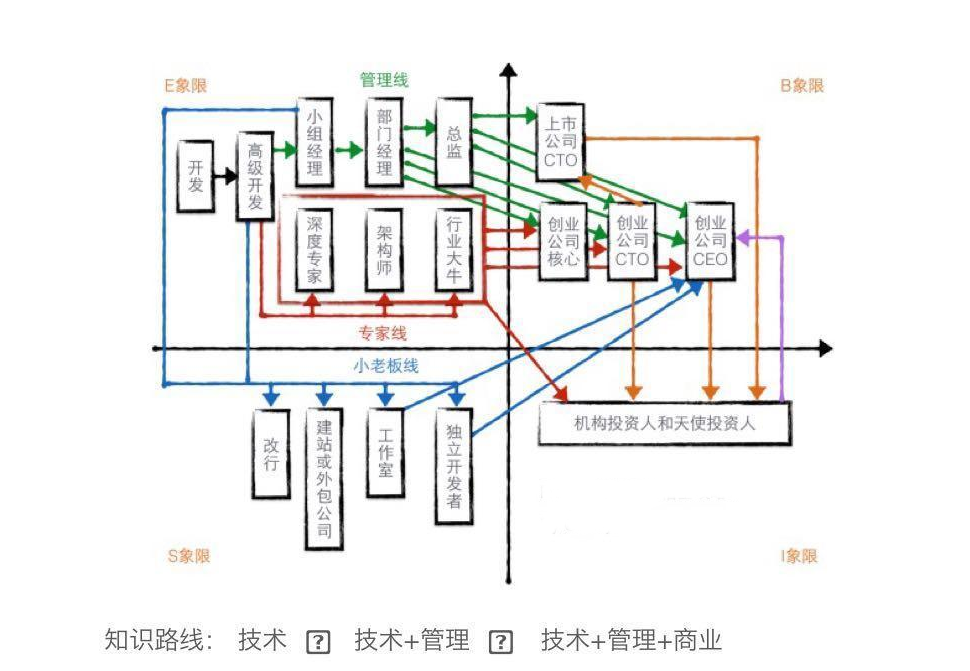 E象限
管理线
B象限
开发
高级开发
小组经理
部门经理
总监
上市公司CTO
深度专家
架构师
行业大牛
创业公司核心
创业公司CTO
创业公司CEO
专家线
小老板线
改行
建站或外包公司
工作室
独立开发者
机构投资人和天使投资人
S象限
I象限
知识路线： 技术 ? 技术+管理 ? 技术+管理+商业